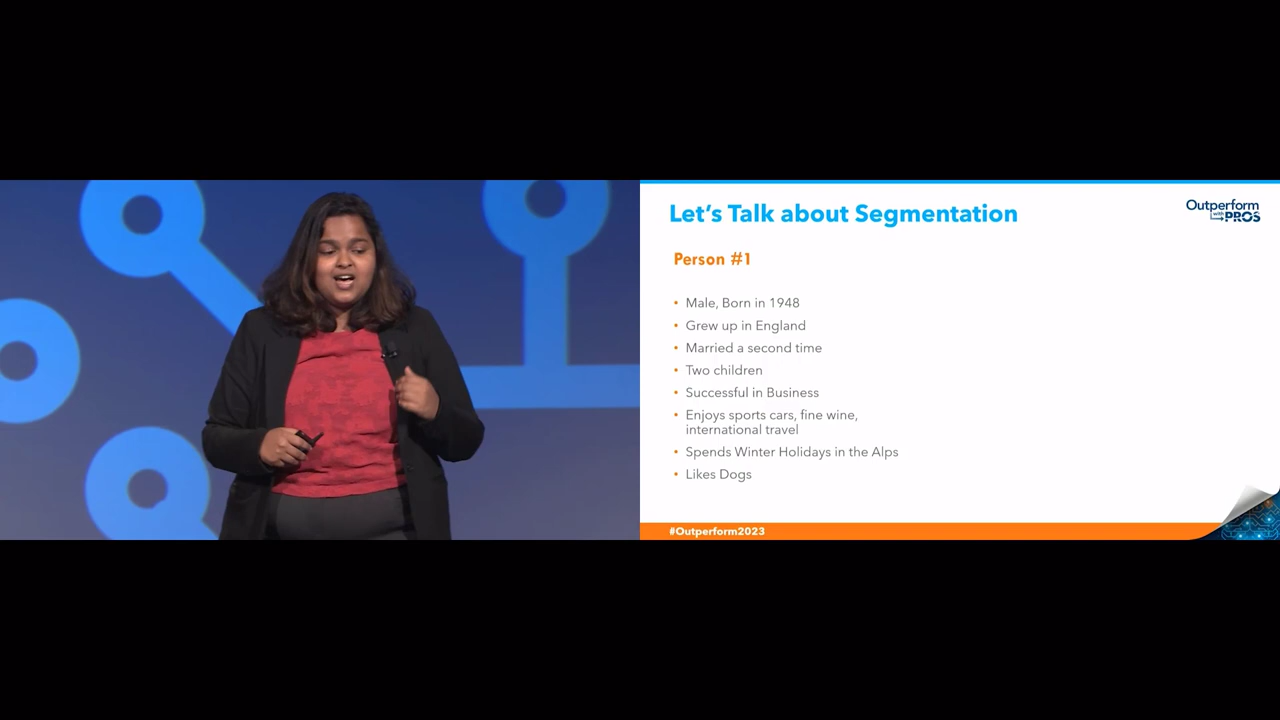 Let's Talk about Segmentation
Outperform
with PROS
Person #1
• Male, Born in 1948
• Grew up in England
• Married a second time
• Two children
• Successful in Business
• Enjoys sports cars, fine wine,
international travel
• Spends Winter Holidays in the Alps
• Likes Dogs
#Outperform2023